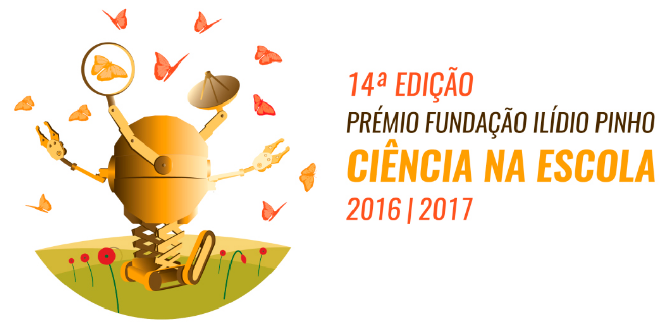 14ª EDIÇÃO
PRÉMIO FUNDAÇÃO ILÍDIO PINHO
CIÊNCIA NA ESCOLA
2016 | 2017